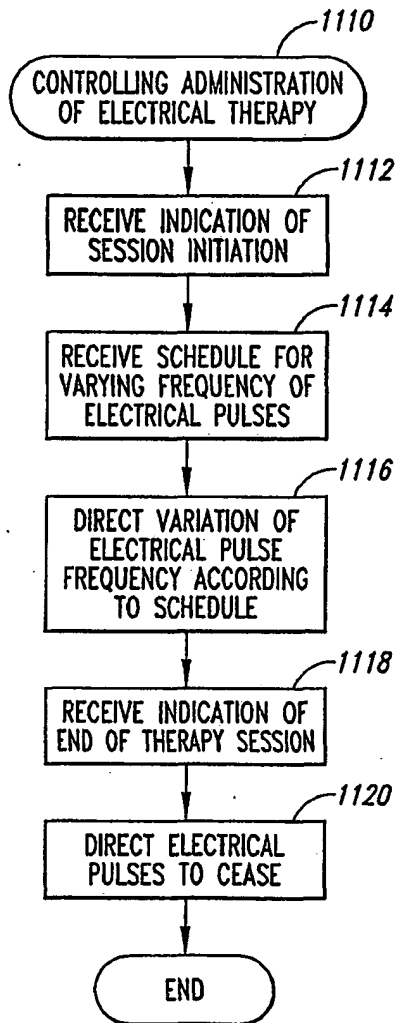 1110
CONTROLLING ADMINISTRATION
OF ELECTRICAL THERAPY
1112
RECEIVE INDICATION OF
SESSION INITIATION
1114
RECEIVE SCHEDULE FOR
VARYING FREQUENCY OF
ELECTRICAL PULSES
1116
DIRECT VARIATION OF
ELECTRICAL PULSE
FREQUENCY ACCORDING
TO SCHEDULE
1118
RECEIVE INDICATION OF
END OF THERAPY SESSION
1120
DIRECT ELECTRICAL
PULSES TO CEASE
END